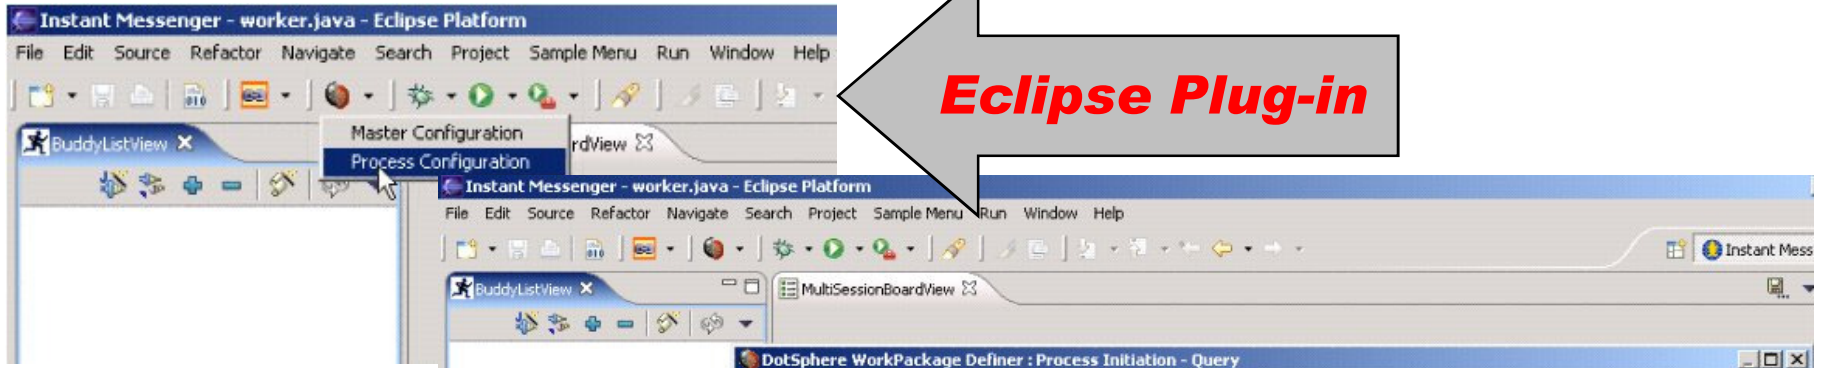 Instant Messenger - worker.java - Eclipse Platform
File Edit Source Refactor Navigate Search Project Sample Menu Run Window Help
010
BuddyListView
rdView
Master Configuration
Process Configuration
Eclipse Plug-in
Instant Messenger - worker.java - Eclipse Platform
File Edit Source Refactor Navigate Search Project Sample Menu Run Window Help
010
Instant Mess
BuddyListView
MultiSessionBoardView
DotSphere WorkPackage Definer : Process Initiation - Query